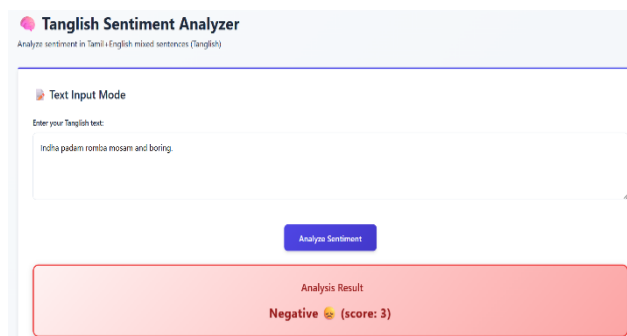 🧠 Tanglish Sentiment Analyzer
Analyze sentiment in Tamil+English mixed sentences (Tanglish)
📝 Text Input Mode
Enter your Tanglish text:
Indha padam romba mosam and boring.
Analyze Sentiment
Analysis Result
Negative 😞 (score: 3)